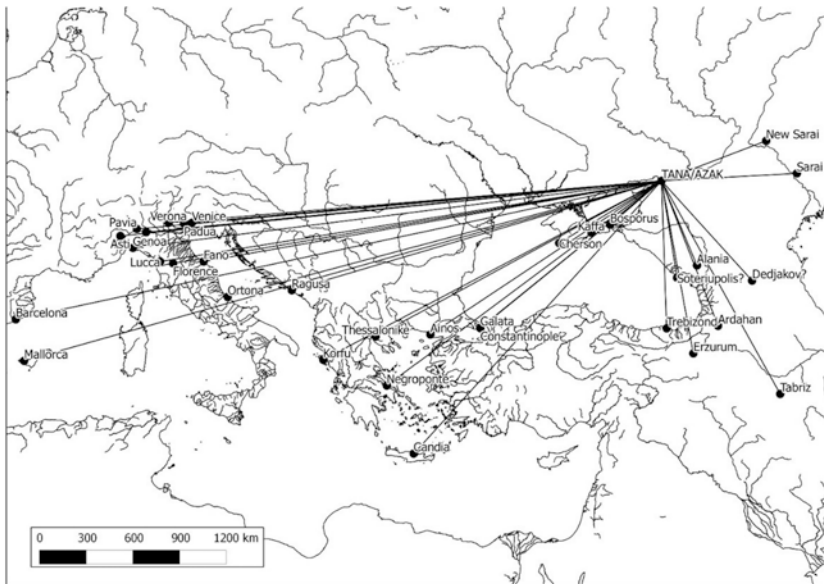 New Sarai
Sarai
TANA/AZAK
Verona Venice
Pavia
Bosporus
Kaffa
Padua
Asti Genoa
Cherson
Fano
Lucca
Alania
Florence
Soteriupolis?
Dedjakov?
Ragusa
Ortona
Barcelona
Galata
Trebizond
Ardahan
Thessalonike
Ainos
Constantinople
Mallorca
Korfu
Erzurum
Negroponte
Tabriz
Candia
0 300 600 900 1200 km